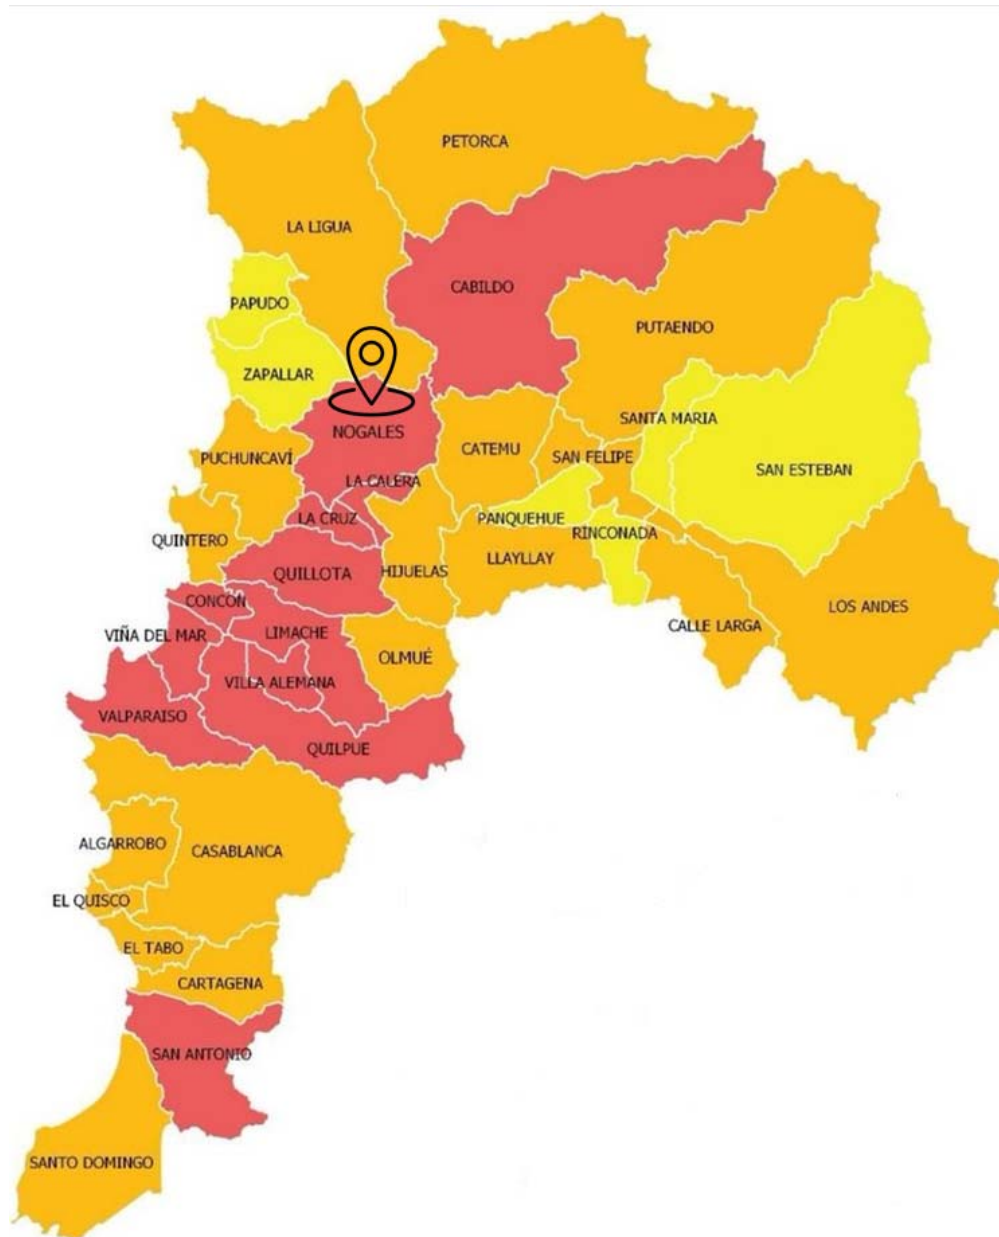 PETORCA
LA LIGUA
CABILDO
PAPUDO
PUTAENDO
ZAPALLAR
SANTA MARIA
NOGALES
CATEMU
SAN FELIPE
PUCHUNCAVÍ
SAN ESTEBAN
LA CALERA
LA CRUZ
PANQUEHUE
RINCONADA
QUINTERO
LLAYLLAY
QUILLOTA
HIJUELAS
CONCÓN
LOS ANDES
VIÑA DEL MAR
LIMACHE
CALLE LARGA
OLMUÉ
VILLA ALEMANA
VALPARAISO
QUILPUE
ALGARROBO
CASABLANCA
EL QUISCO
EL TABO
CARTAGENA
SAN ANTONIO
SANTO DOMINGO